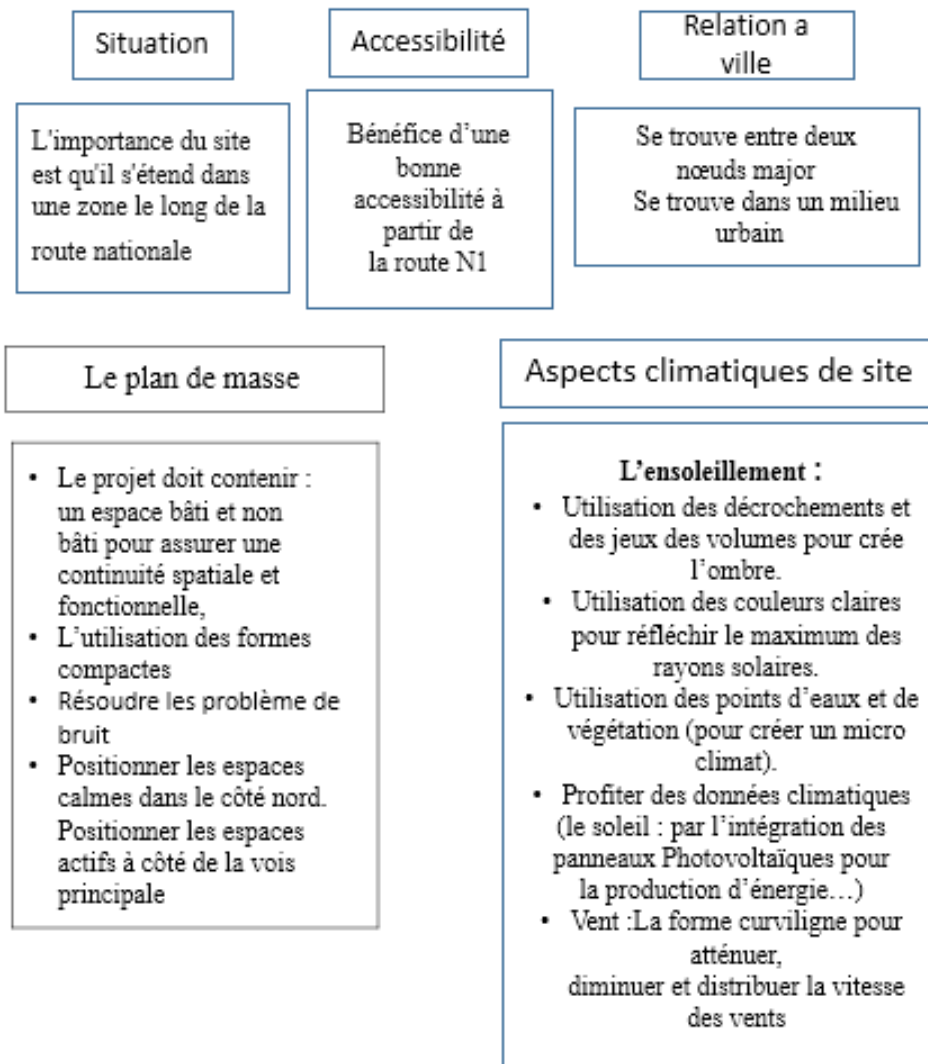 Situation
L'importance du site
est qu'il s'étend dans
une zone le long de la
route nationale
Accessibilité
Bénéfice d’une
bonne
accessibilité à
partir de
la route N1
Relation a
ville
Se trouve entre deux
nœuds major
Se trouve dans un milieu
urbain
Le plan de masse
• Le projet doit contenir :
un espace bâti et non
bâti pour assurer une
continuité spatiale et
fonctionnelle,
• L’utilisation des formes
compactes
• Résoudre les problème de
bruit
• Positionner les espaces
calmes dans le côté nord.
Positionner les espaces
actifs à côté de la vois
principale
Aspects climatiques de site
L’ensoleillement :
• Utilisation des décrochements et
des jeux des volumes pour crée
l’ombre.
• Utilisation des couleurs claires
pour réfléchir le maximum des
rayons solaires.
• Utilisation des points d’eaux et de
végétation (pour créer un micro
climat).
• Profiter des données climatiques
(le soleil : par l’intégration des
panneaux Photovoltaïques pour
la production d’énergie…)
• Vent :La forme curviligne pour
atténuer,
diminuer et distribuer la vitesse
des vents